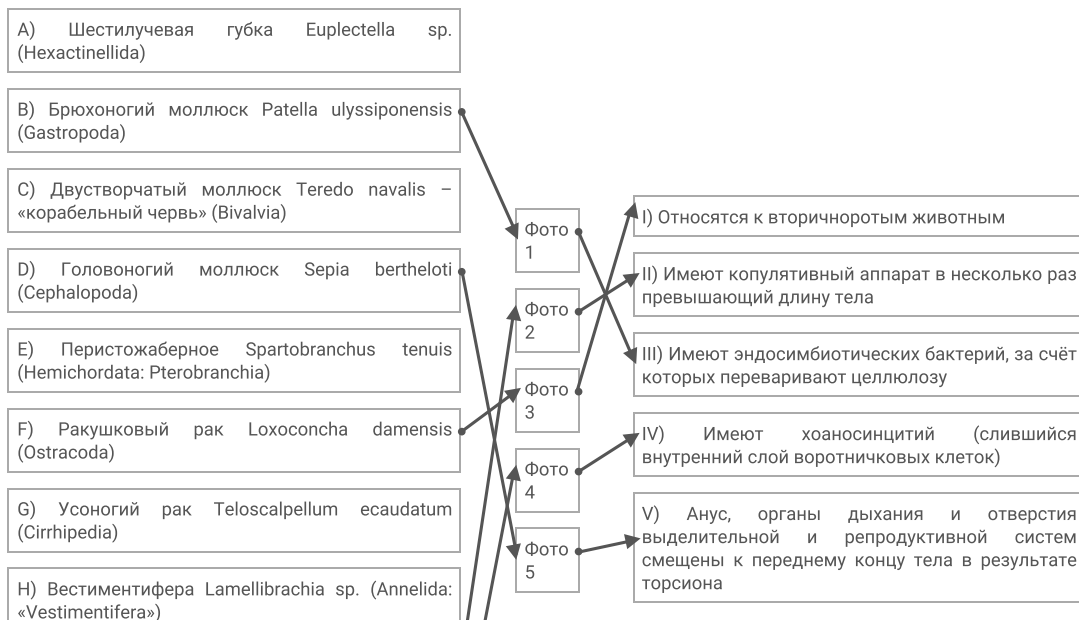 A) Шестилучевая губка Euplectella sp.
(Hexactinellida)
B) Брюхоногий моллюск Patella ulyssiponensis
(Gastropoda)
C) Двустворчатый моллюск Teredo navalis –
«корабельный червь» (Bivalvia)
D) Головоногий моллюск Sepia bertheloti
(Cephalopoda)
E) Перистожаберное Spartobranchus tenuis
(Hemichordata: Pterobranchia)
F) Ракушковый рак Loxoconcha damensis
(Ostracoda)
G) Усоногий рак Teloscalpellum ecaudatum
(Cirrhipedia)
H) Вестиментифера Lamellibrachia sp. (Annelida:
«Vestimentifera»)
Фото
1
Фото
2
Фото
3
Фото
4
Фото
5
I) Относятся к вторичноротым животным
II) Имеют копулятивный аппарат в несколько раз
превышающий длину тела
III) Имеют эндосимбиотических бактерий, за счёт
которых переваривают целлюлозу
IV) Имеют хоаносинцитий (слившийся
внутренний слой воротничковых клеток)
V) Анус, органы дыхания и отверстия
выделительной и репродуктивной систем
смещены к переднему концу тела в результате
торсиона